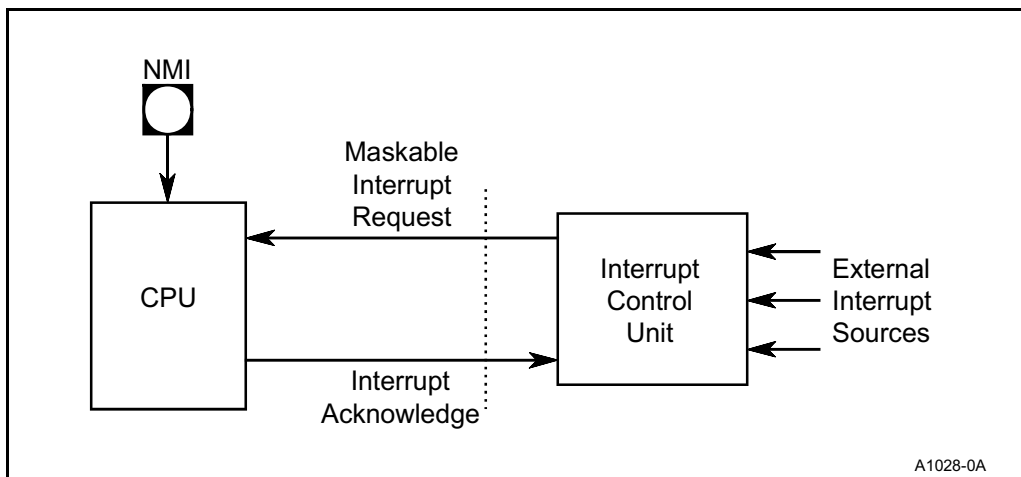 NMI
Maskable
Interrupt
Request
CPU
Interrupt
Control
Unit
External
Interrupt
Sources
Interrupt
Acknowledge
A1028-0A